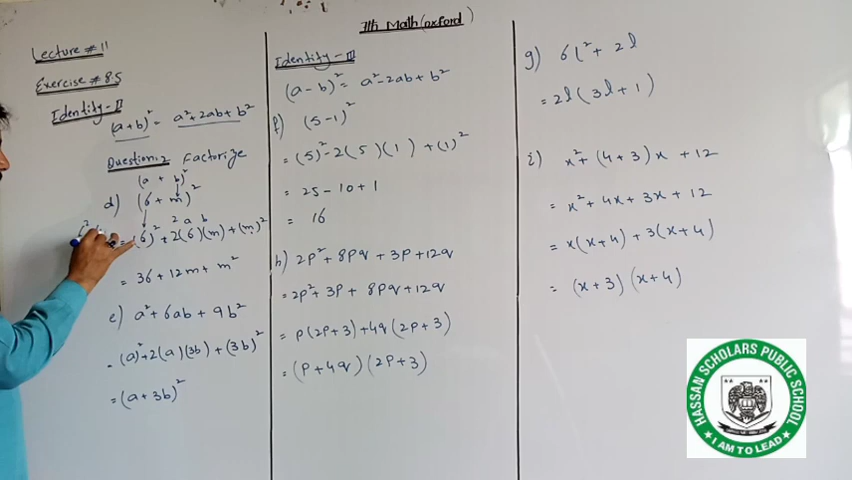 7th Math (oxford)
Lecture # 11
Exercise # 8.5
Identity - II
(a + b)² = a² + 2ab + b²
Question: 2 Factorize
(a + b)²
d) (6 + m)²
2 a b
= (6)² + 2(6)(m) + (m)²
= 36 + 12m + m²
e) a² + 6ab + 9b²
= (a)² + 2(a)(3b) + (3b)²
= (a + 3b)²
Identity - III
(a - b)² = a² - 2ab + b²
f) (5 - 1)²
= (5)² - 2(5)(1) + (1)²
= 25 - 10 + 1
= 16
h) 2p² + 8pq + 3p + 12q
= 2p² + 3p + 8pq + 12q
= p(2p + 3) + 4q(2p + 3)
= (p + 4q)(2p + 3)
g) 6l² + 2l
= 2l(3l + 1)
i) x² + (4 + 3)x + 12
= x² + 4x + 3x + 12
= x(x + 4) + 3(x + 4)
= (x + 3)(x + 4)
HASSAN SCHOLARS PUBLIC SCHOOL
I AM TO LEAD